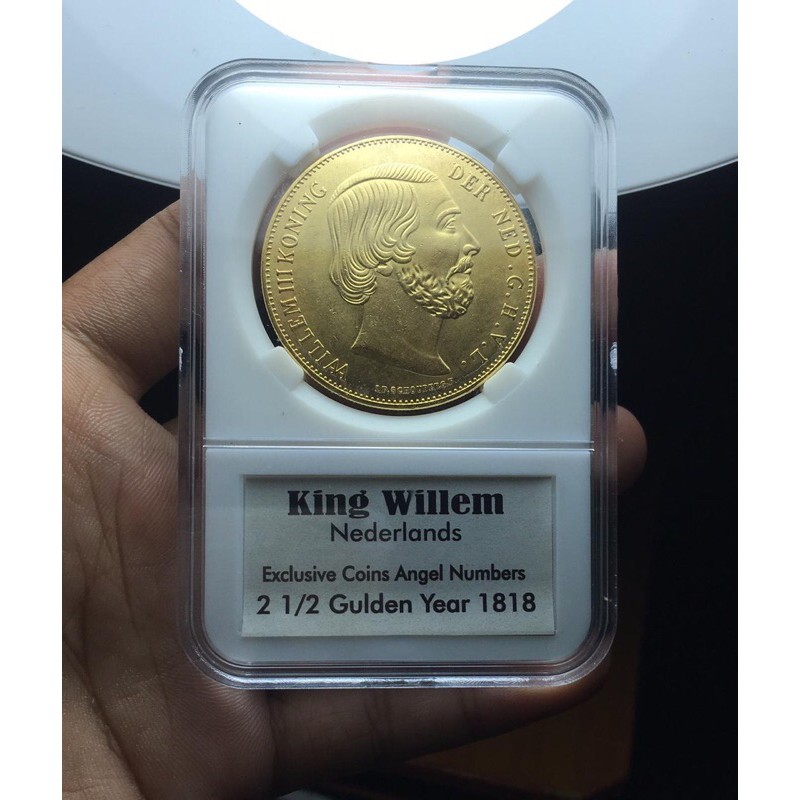 WILLEM III KONING DER NED. G.H.V.L.
King Willem
Nederlands
Exclusive Coins Angel Numbers
2 1/2 Gulden Year 1818